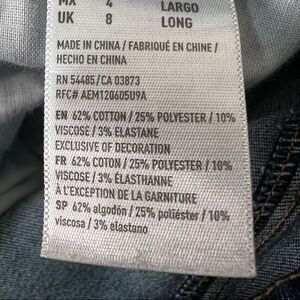 MX 4 LARGO
UK 8 LONG
MADE IN CHINA / FABRIQUÉ EN CHINE /
HECHO EN CHINA
RN 54485/CA 03873
RFC# AEM120605U9A
EN 62% COTTON / 25% POLYESTER / 10%
VISCOSE / 3% ELASTANE
EXCLUSIVE OF DECORATION
FR 62% COTON / 25% POLYESTER / 10%
VISCOSE / 3% ÉLASTHANNE
À L'EXCEPTION DE LA GARNITURE
SP 62% algodón / 25% poliéster / 10%
viscosa / 3% elastano